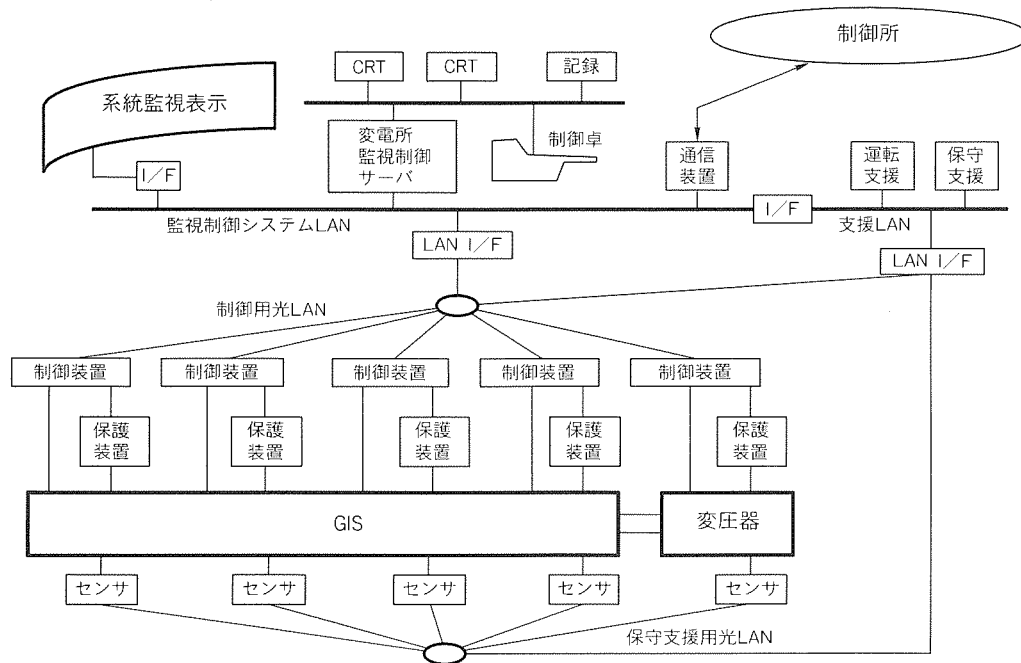 制御所
CRT
CRT
記録
系統監視表示
変電所
監視制御
サーバ
制御卓
通信
装置
運転
支援
保守
支援
I/F
I/F
監視制御システムLAN
支援LAN
LAN I/F
LAN I/F
制御用光LAN
制御装置
制御装置
制御装置
制御装置
制御装置
保護
装置
保護
装置
保護
装置
保護
装置
保護
装置
GIS
変圧器
センサ
センサ
センサ
センサ
センサ
保守支援用光LAN